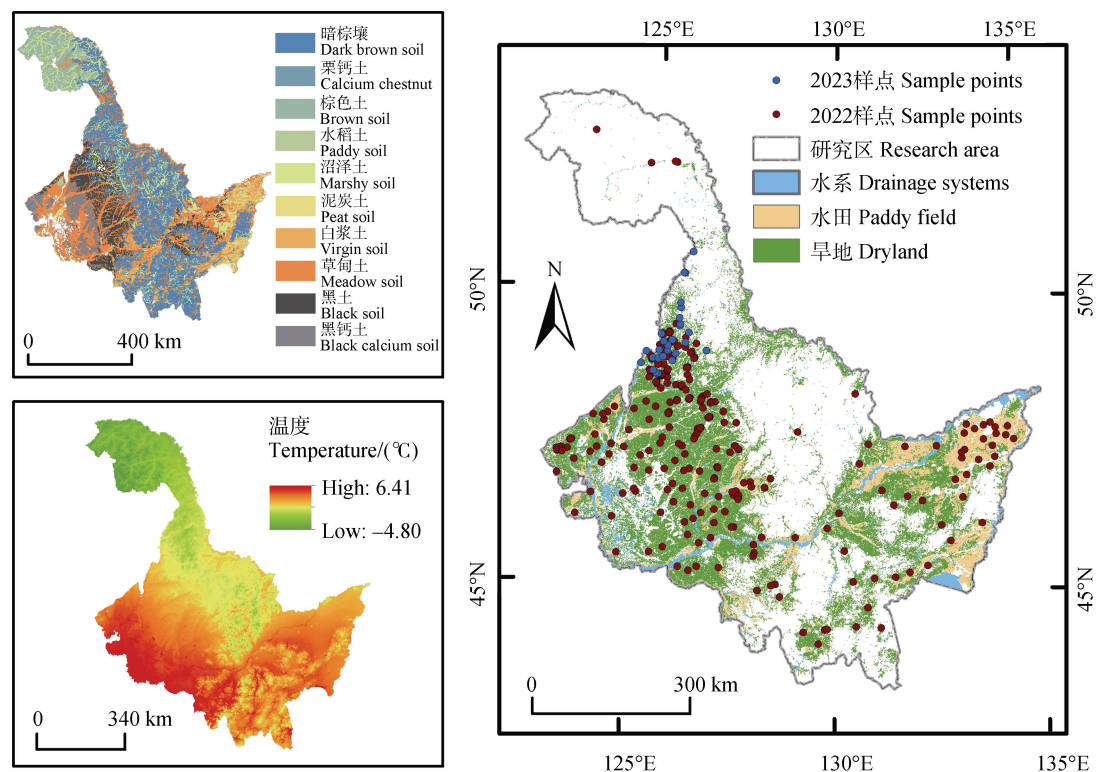 暗棕壤
Dark brown soil
栗钙土
Calcium chestnut
棕色土
Brown soil
水稻土
Paddy soil
沼泽土
Marshy soil
泥炭土
Peat soil
白浆土
Virgin soil
草甸土
Meadow soil
黑土
Black soil
黑钙土
Black calcium soil
0 400 km
温度
Temperature/(℃)
High: 6.41
Low: –4.80
0 340 km
125°E 130°E 135°E
2023样点 Sample points
2022样点 Sample points
研究区 Research area
水系 Drainage systems
水田 Paddy field
旱地 Dryland
N
50°N 50°N
45°N 45°N
0 300 km
125°E 130°E 135°E